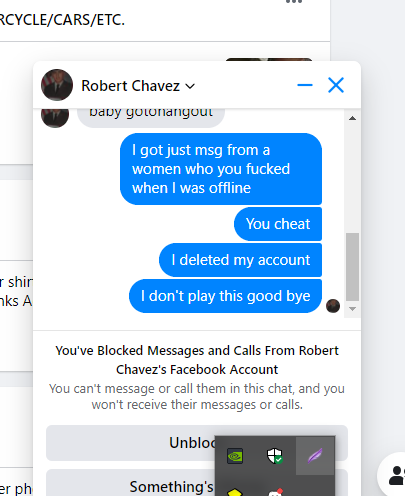 RCYCLE/CARS/ETC.
Robert Chavez
baby gotohangout
I got just msg from a
women who you fucked
when I was offline
You cheat
I deleted my account
I don't play this good bye
r shir
nks A
You've Blocked Messages and Calls From Robert
Chavez's Facebook Account
You can't message or call them in this chat, and you
won't receive their messages or calls.
Unbloc
Something's
r ph